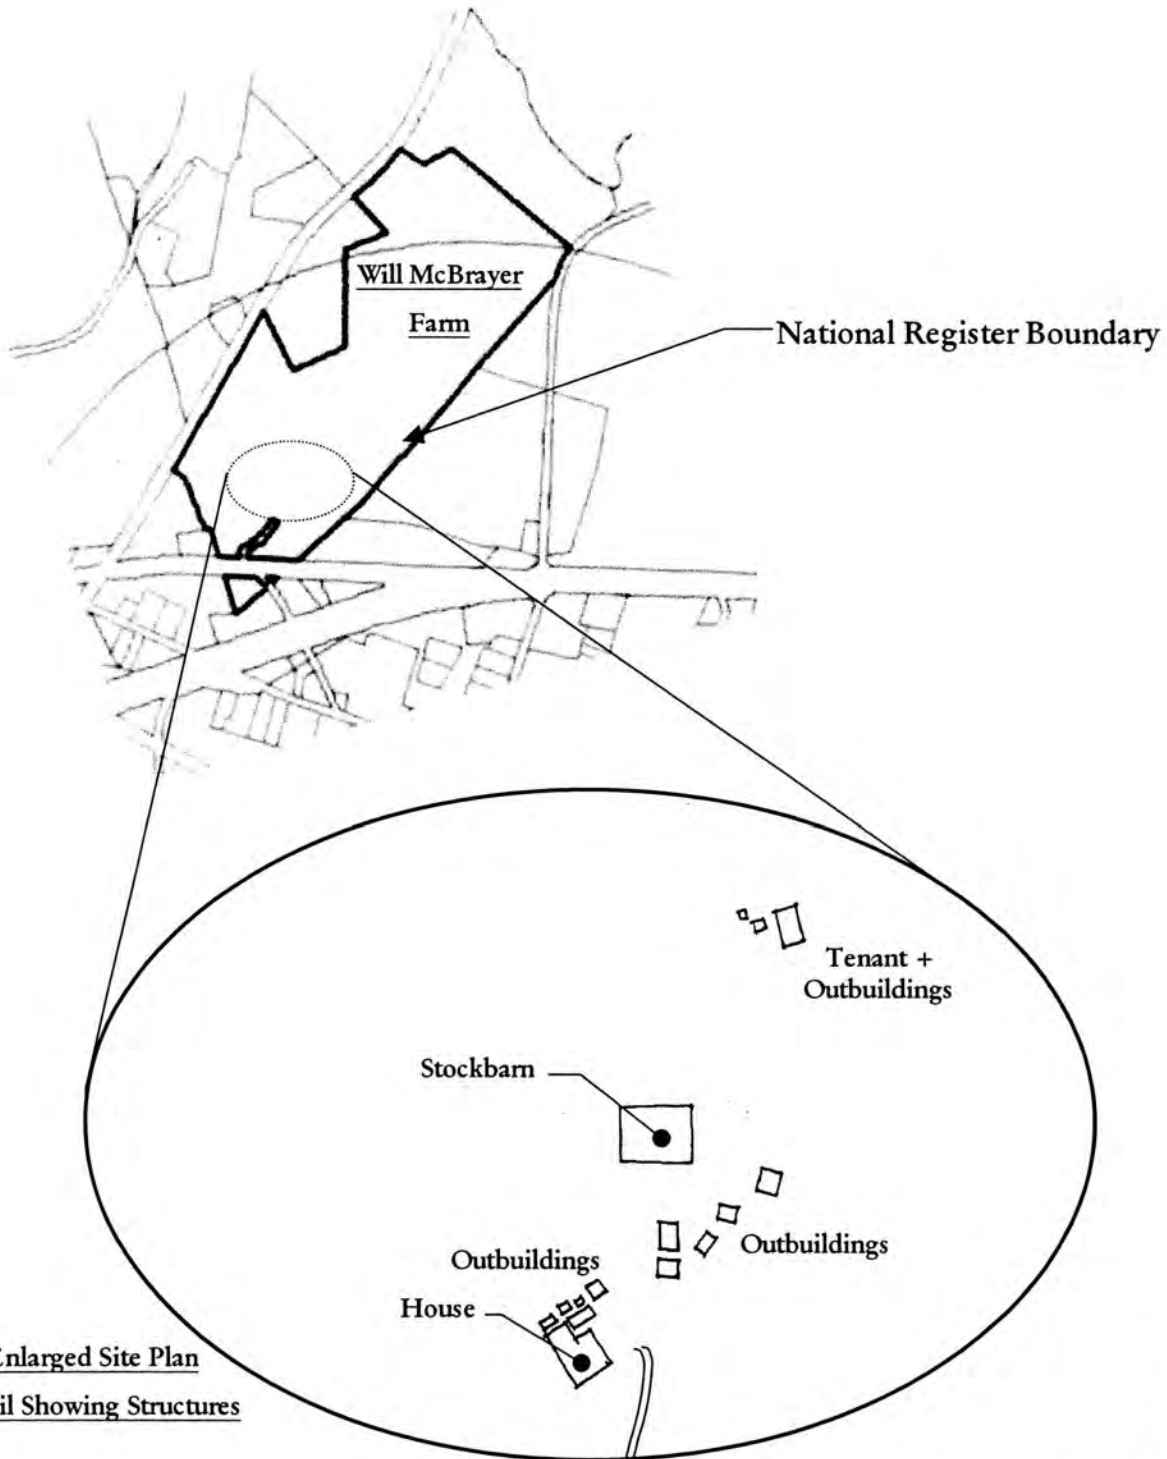 Will McBrayer
Farm
National Register Boundary
Tenant +
Outbuildings
Stockbarn
Outbuildings
Outbuildings
House
Enlarged Site Plan
il Showing Structures